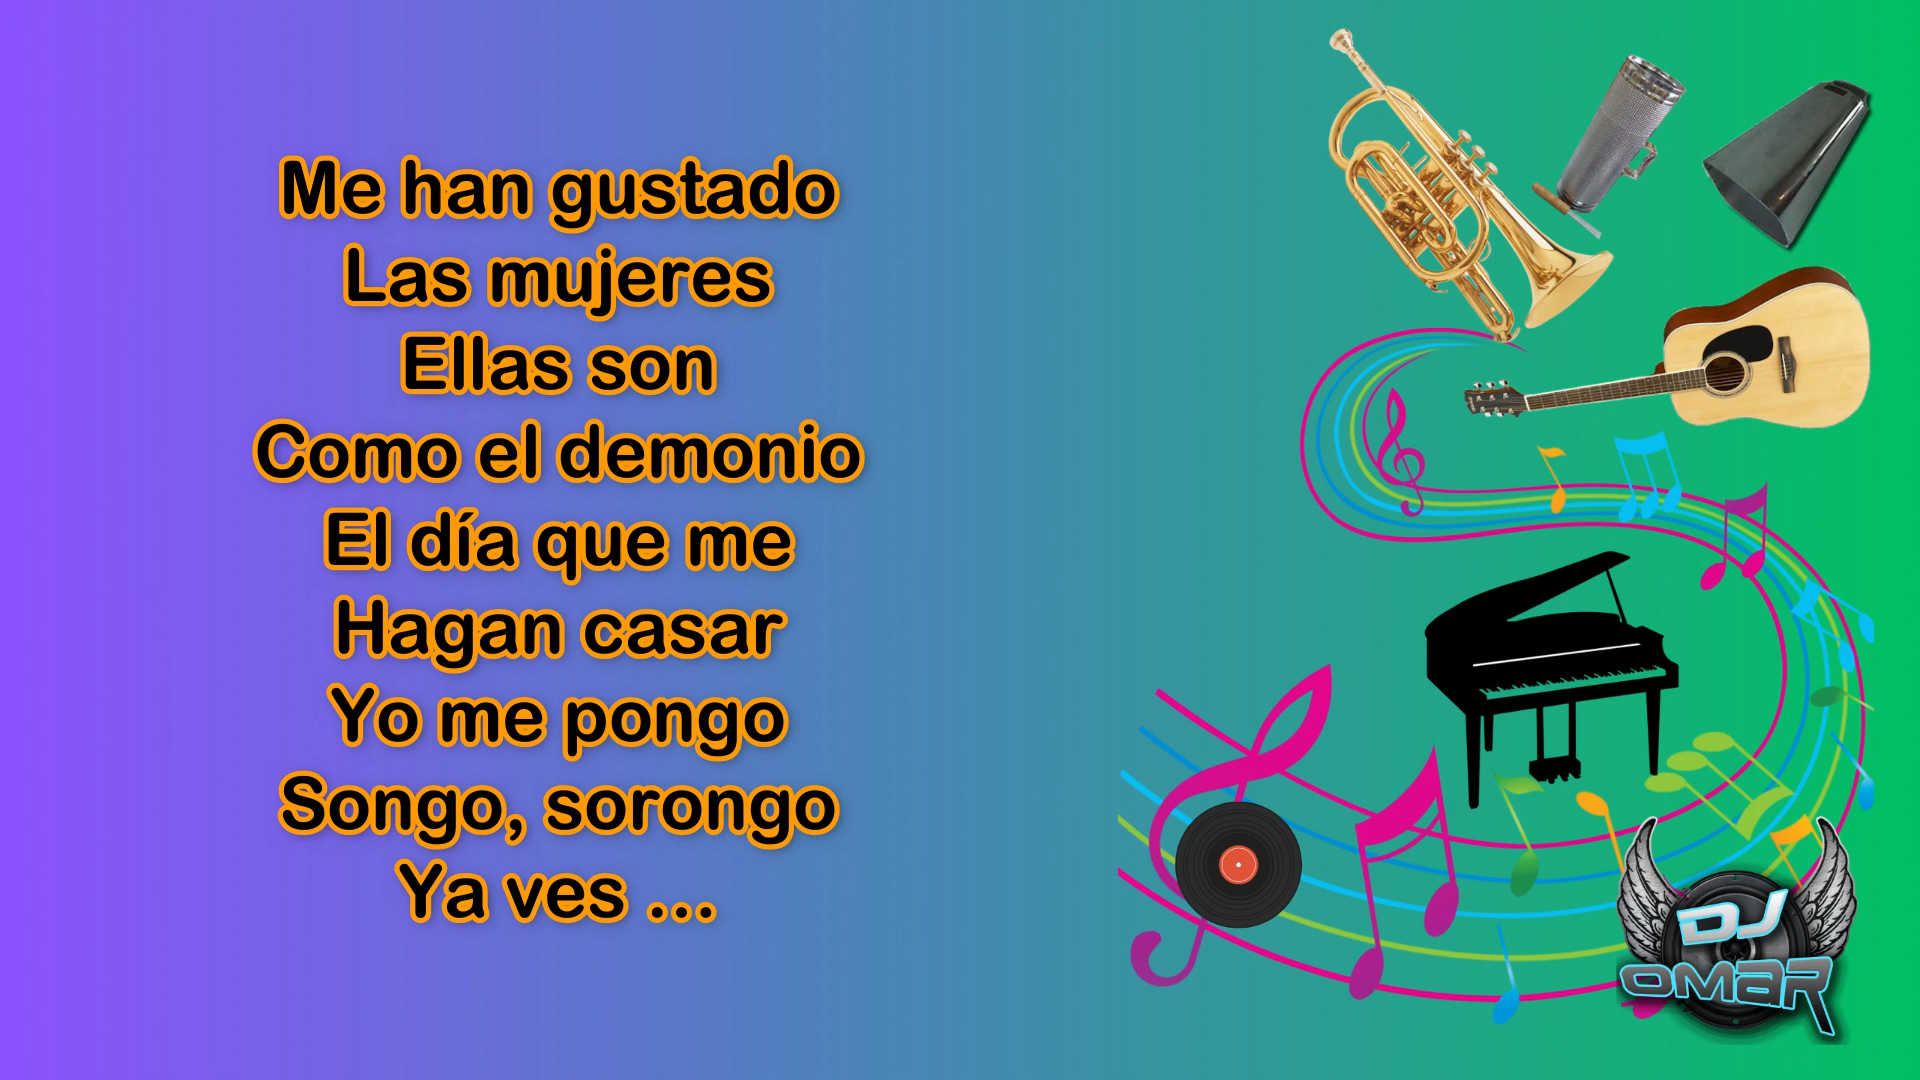 Me han gustado
Las mujeres
Ellas son
Como el demonio
El día que me
Hagan casar
Yo me pongo
Songo, sorongo
Ya ves ...
DJ
OMAR